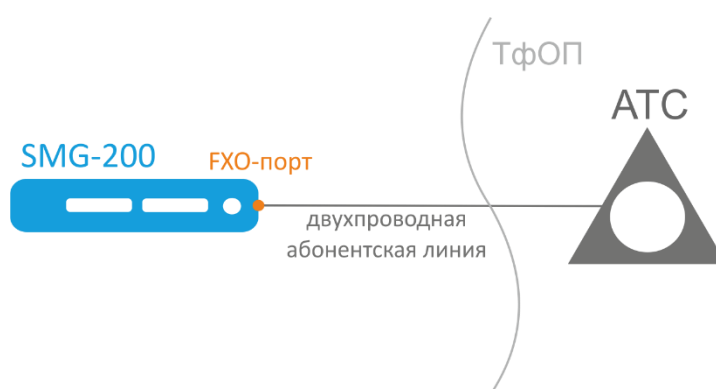 ТфОП
АТС
SMG-200
FXO-порт
двухпроводная
абонентская линия